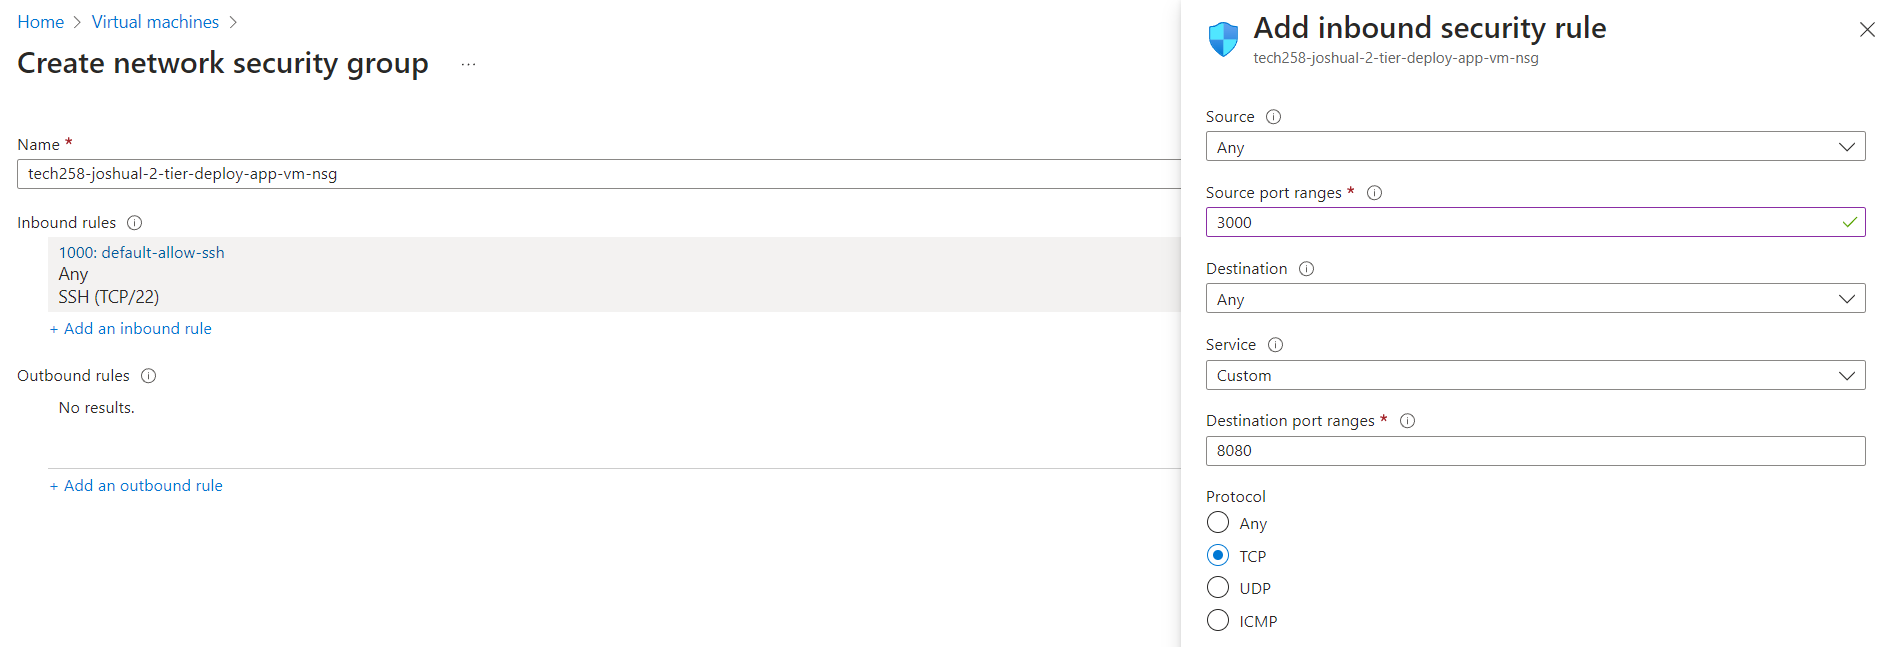 Home > Virtual machines >
Create network security group ...
Name *
tech258-joshual-2-tier-deploy-app-vm-nsg
Inbound rules
1000: default-allow-ssh
Any
SSH (TCP/22)
+ Add an inbound rule
Outbound rules
No results.
+ Add an outbound rule
Add inbound security rule
tech258-joshual-2-tier-deploy-app-vm-nsg
Source
Any
Source port ranges *
3000
Destination
Any
Service
Custom
Destination port ranges *
8080
Protocol
Any
TCP
UDP
ICMP